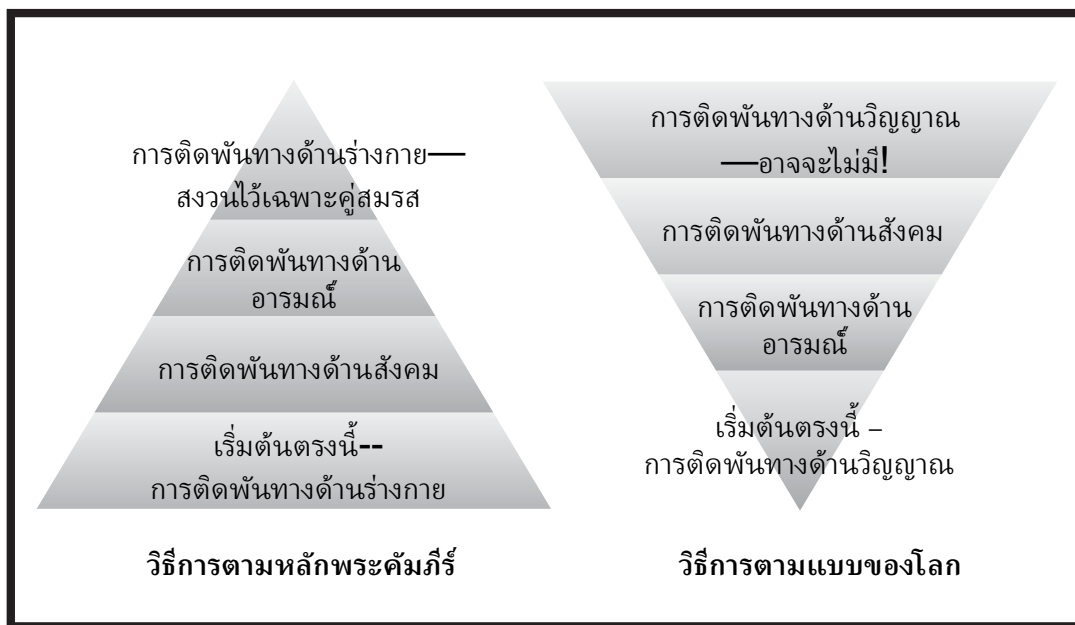 การติดพันทางด้านร่างกาย—
สงวนไว้เฉพาะคู่สมรส
การติดพันทางด้าน
อารมณ์
การติดพันทางด้านสังคม
เริ่มต้นตรงนี้--
การติดพันทางด้านร่างกาย
วิธีการตามหลักพระคัมภีร์
การติดพันทางด้านวิญญาณ
—อาจจะไม่มี!
การติดพันทางด้านสังคม
การติดพันทางด้าน
อารมณ์
เริ่มต้นตรงนี้ –
การติดพันทางด้านวิญญาณ
วิธีการตามแบบของโลก